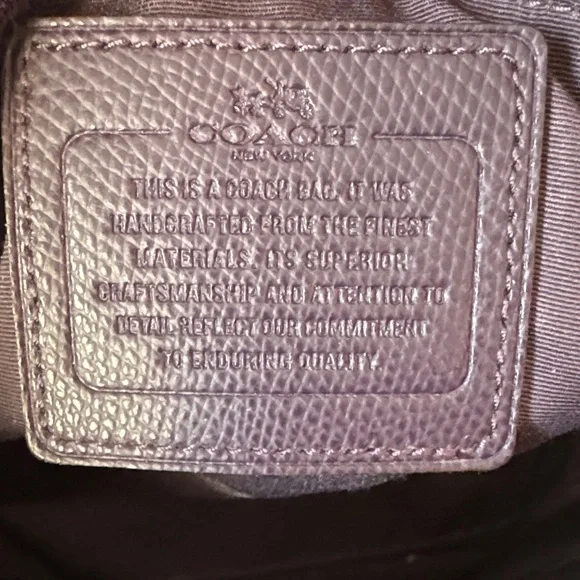 COACH
NEW YORK
THIS IS A COACH BAG. IT WAS
HANDCRAFTED FROM THE FINEST
MATERIALS. ITS SUPERIOR
CRAFTSMANSHIP AND ATTENTION TO
DETAIL REFLECT OUR COMMITMENT
TO ENDURING QUALITY.